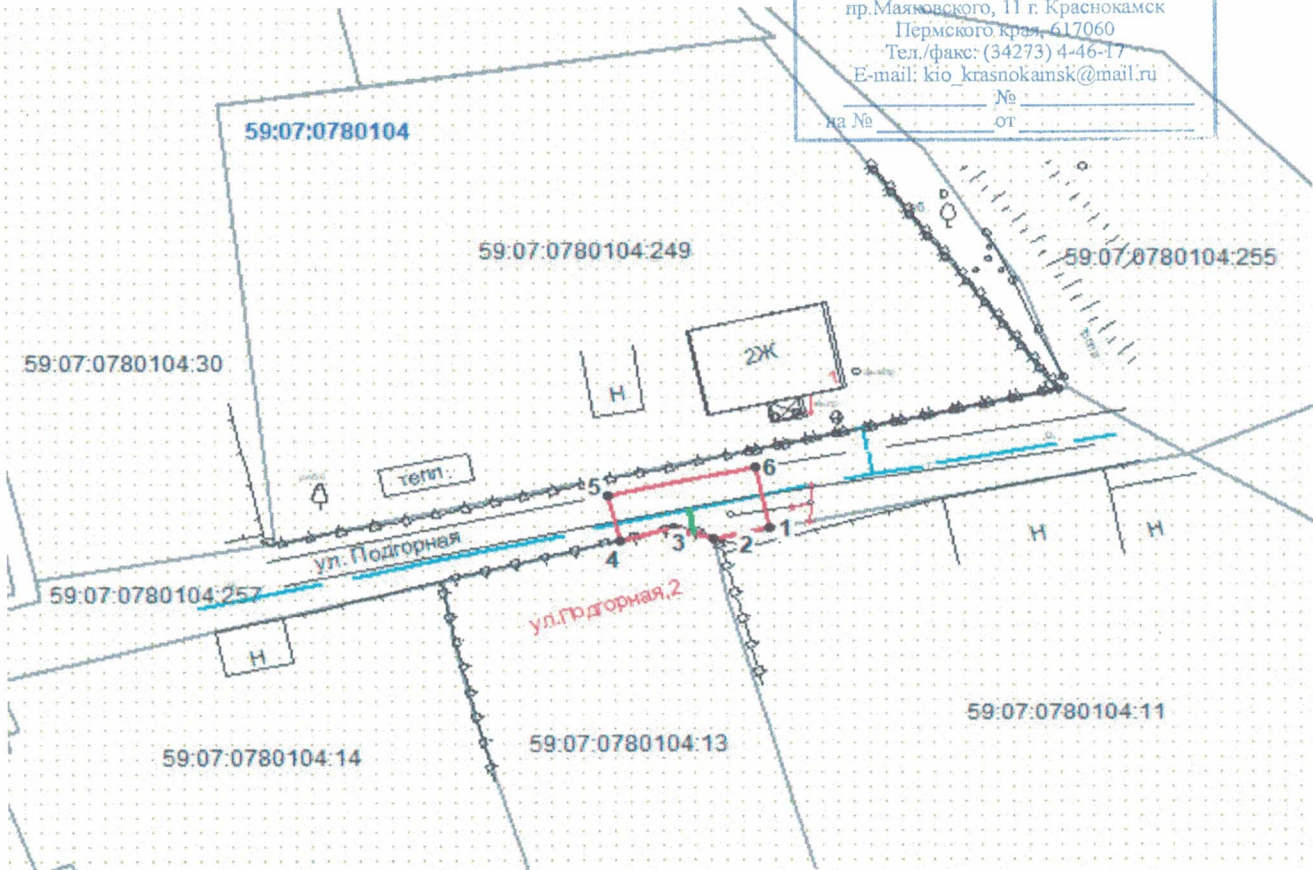 пр.Маяковского, 11 г. Краснокамск
Пермского края, 617060
Тел./факс: (34273) 4-46-17
E-mail: kio_krasnokamsk@mail.ru
№
на № от
59:07:0780104
59:07:0780104:249
59:07:0780104:255
59:07:0780104:30
2Ж
1
Н
тепл.
6
5
1
2
3
4
ул. Подгорная
Н
Н
59:07:0780104:257
ул.Подгорная,2
Н
59:07:0780104:11
59:07:0780104:13
59:07:0780104:14